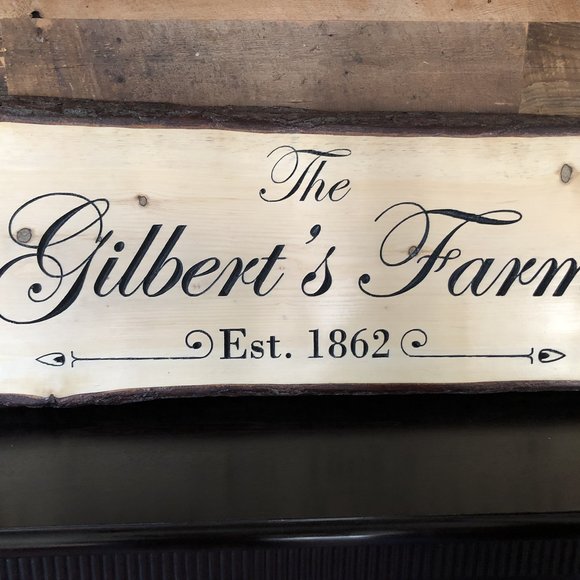 The
Gilbert's Farm
Est. 1862